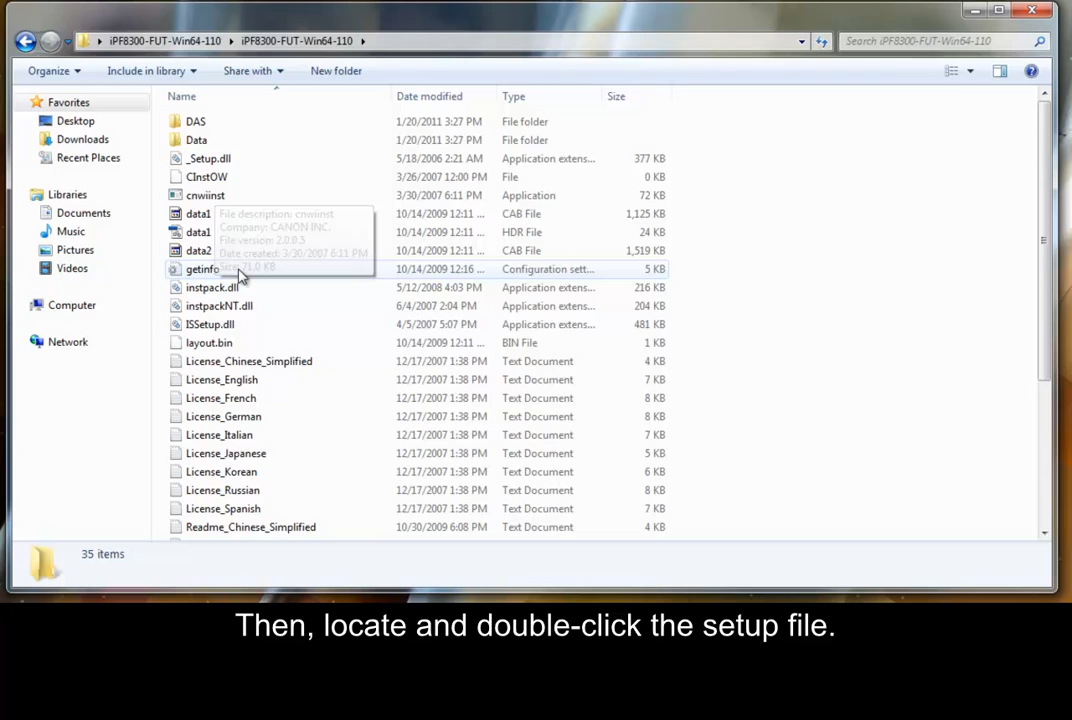 iPF8300-FUT-Win64-110 iPF8300-FUT-Win64-110
Search iPF8300-FUT-Win64-110
Organize Include in library Share with New folder
Name Date modified Type Size
Favorites
Desktop
Downloads
Recent Places
Libraries
Documents
Music
Pictures
Videos
Computer
Network
DAS 1/20/2011 3:27 PM File folder
Data 1/20/2011 3:27 PM File folder
_Setup.dll 5/18/2006 2:21 AM Application extens... 377 KB
CInstOW 3/26/2007 12:00 PM File 0 KB
cnwiinst 3/30/2007 6:11 PM Application 72 KB
data1 10/14/2009 12:11 ... CAB File 1,125 KB
data1 10/14/2009 12:11 ... HDR File 24 KB
data2 10/14/2009 12:11 ... CAB File 1,519 KB
getinfo 10/14/2009 12:16 ... Configuration sett... 5 KB
File description: cnwiinst
Company: CANON INC.
File version: 2.0.0.5
Date created: 3/30/2007 6:11 PM
Size: 71.0 KB
instpack.dll 5/12/2008 4:03 PM Application extens... 216 KB
instpackNT.dll 6/4/2007 2:04 PM Application extens... 204 KB
ISSetup.dll 4/5/2007 5:07 PM Application extens... 481 KB
layout.bin 10/14/2009 12:11 ... BIN File 1 KB
License_Chinese_Simplified 12/17/2007 1:38 PM Text Document 4 KB
License_English 12/17/2007 1:38 PM Text Document 7 KB
License_French 12/17/2007 1:38 PM Text Document 8 KB
License_German 12/17/2007 1:38 PM Text Document 8 KB
License_Italian 12/17/2007 1:38 PM Text Document 7 KB
License_Japanese 12/17/2007 1:38 PM Text Document 5 KB
License_Korean 12/17/2007 1:38 PM Text Document 6 KB
License_Russian 12/17/2007 1:38 PM Text Document 8 KB
License_Spanish 12/17/2007 1:38 PM Text Document 7 KB
Readme_Chinese_Simplified 10/30/2009 6:08 PM Text Document 4 KB
35 items
Then, locate and double-click the setup file.